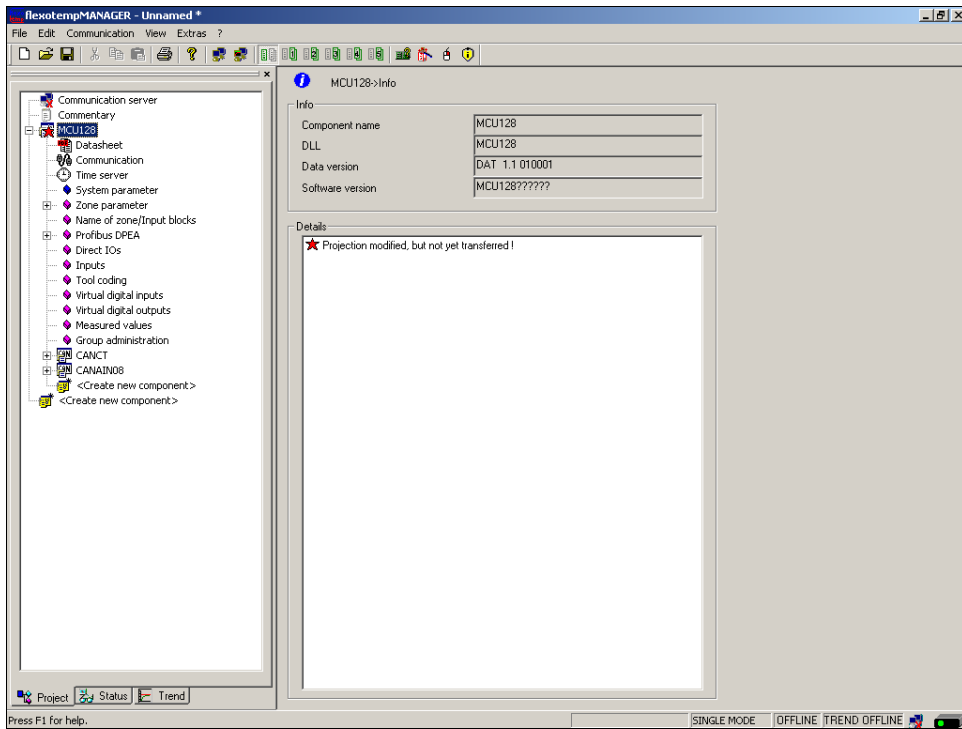 flexotempMANAGER - Unnamed *
File Edit Communication View Extras ?
MCU128->Info
Communication server
Commentary
MCU128
Datasheet
Communication
Time server
System parameter
Zone parameter
Name of zone/Input blocks
Profibus DPEA
Direct IOs
Inputs
Tool coding
Virtual digital inputs
Virtual digital outputs
Measured values
Group administration
CANCT
CANAIN08
<Create new component>
<Create new component>
Project Status Trend
Info
Component name MCU128
DLL MCU128
Data version DAT 1.1 010001
Software version MCU128??????
Details
Projection modified, but not yet transferred !
Press F1 for help.
SINGLE MODE OFFLINE TREND OFFLINE